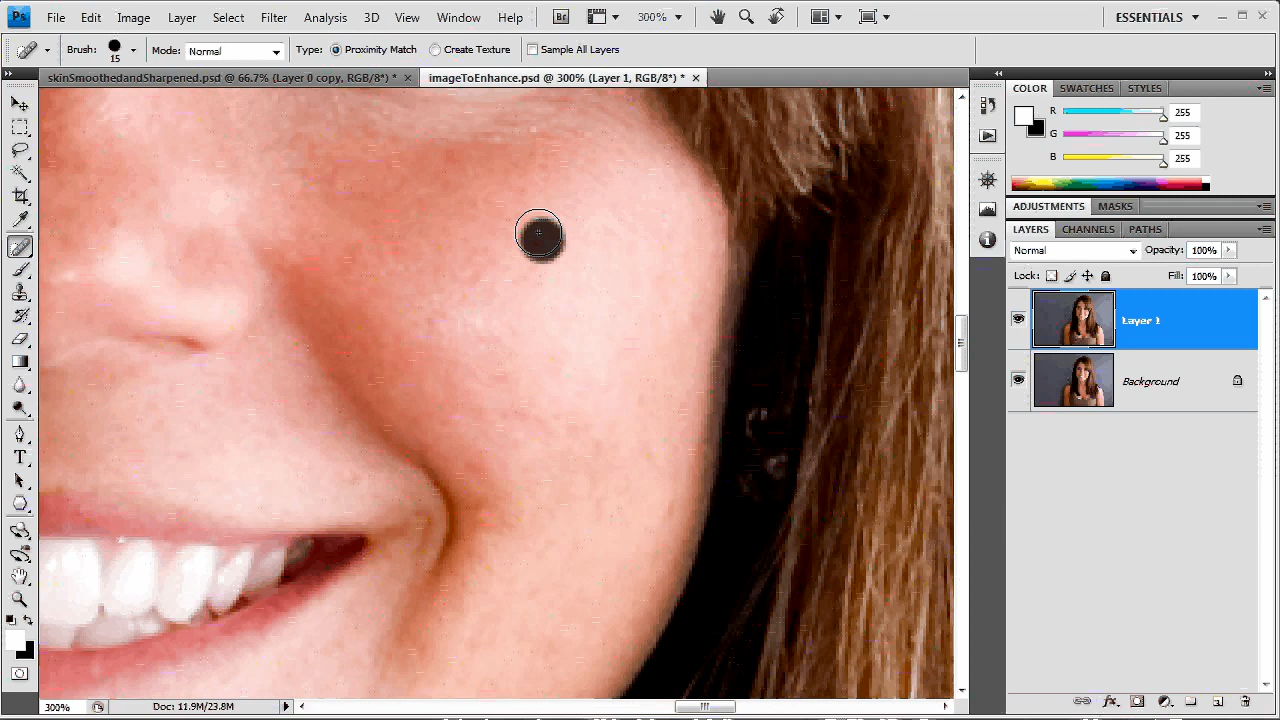 Ps File Edit Image Layer Select Filter Analysis 3D View Window Help Br 300% ESSENTIALS
Brush: 15 Mode: Normal Type: Proximity Match Create Texture Sample All Layers
skinSmoothedandSharpened.psd @ 66.7% (Layer 0 copy, RGB/8*) * imageToEnhance.psd @ 300% (Layer 1, RGB/8*) *
COLOR SWATCHES STYLES
R 255
G 255
B 255
ADJUSTMENTS MASKS
LAYERS CHANNELS PATHS
Normal Opacity: 100%
Lock: Fill: 100%
Layer 1
Background
300% Doc: 11.9M/23.8M